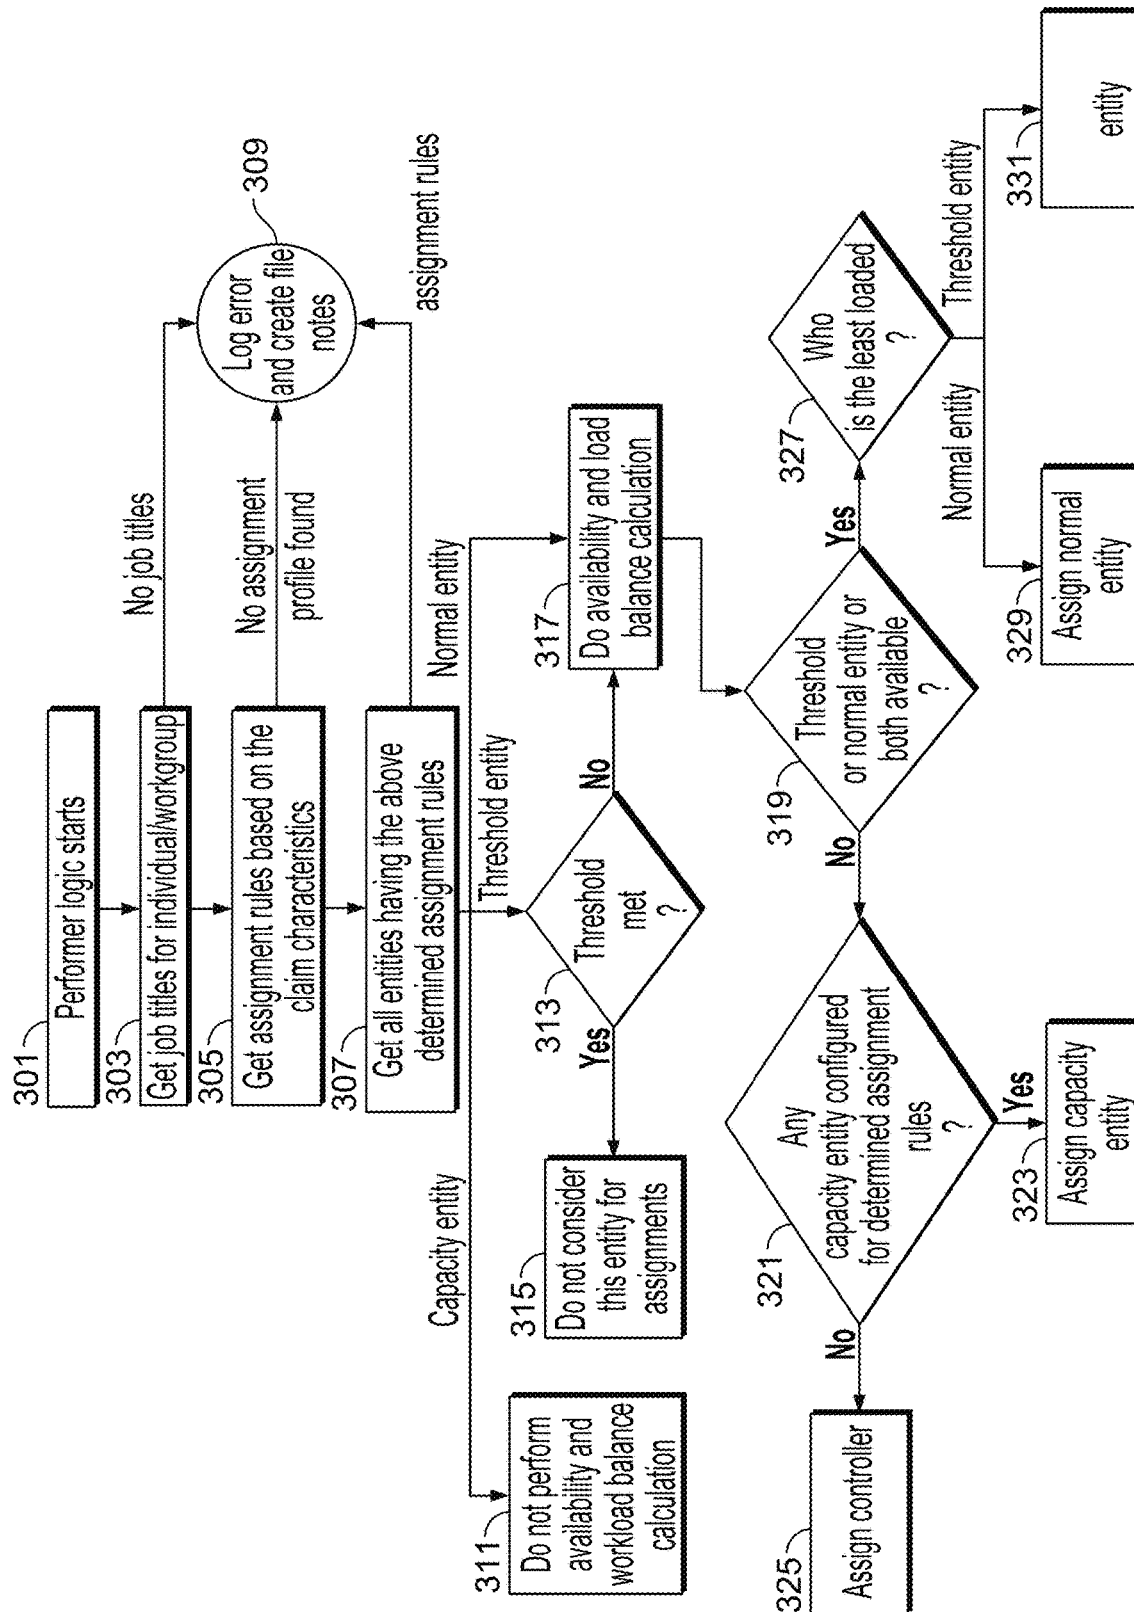 301
Performer logic starts
303
Get job titles for individual/workgroup
No job titles
305
Get assignment rules based on the
claim characteristics
No assignment
profile found
Log error
and create file
notes
309
307
Get all entities having the above
determined assignment rules
assignment rules
Capacity entity
Threshold entity
Normal entity
311
Do not perform
availability and
workload balance
calculation
315
Do not consider
this entity for
assignments
Yes
313
Threshold
met
?
No
317
Do availability and load
balance calculation
319
Threshold
or normal entity or
both available
?
No
Yes
327
Who
is the least loaded
?
321
Any
capacity entity configured
for determined assignment
rules
?
No
Yes
Normal entity
Threshold entity
325
Assign controller
323
Assign capacity
entity
329
Assign normal
entity
331
entity